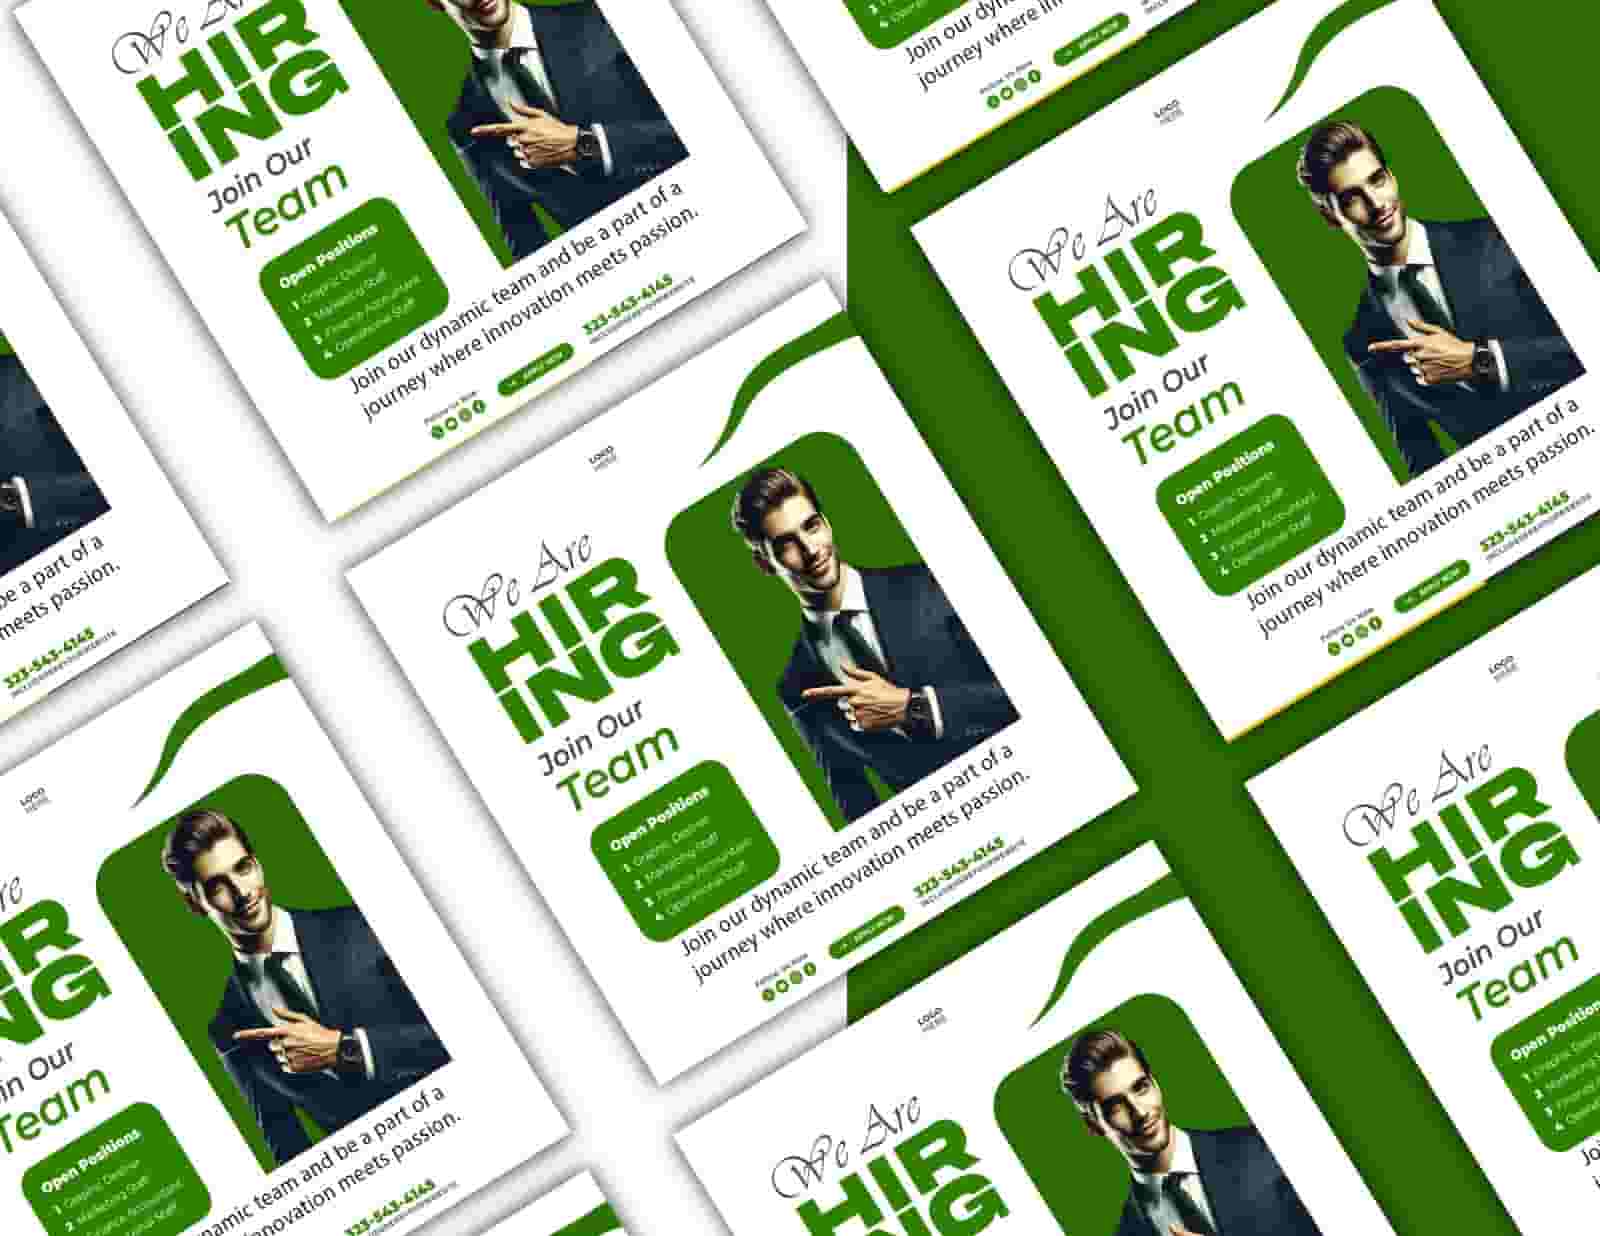 LOGO
HERE
We Are
HIR
ING
Join Our
Team
Open Positions
1 Graphic Desiner
2 Marketing Staff
3 Finance Accountant
4 Operational Staff
Join our dynamic team and be a part of a
journey where innovation meets passion.
Follow Us Now
APPLY NOW
323-543-4145